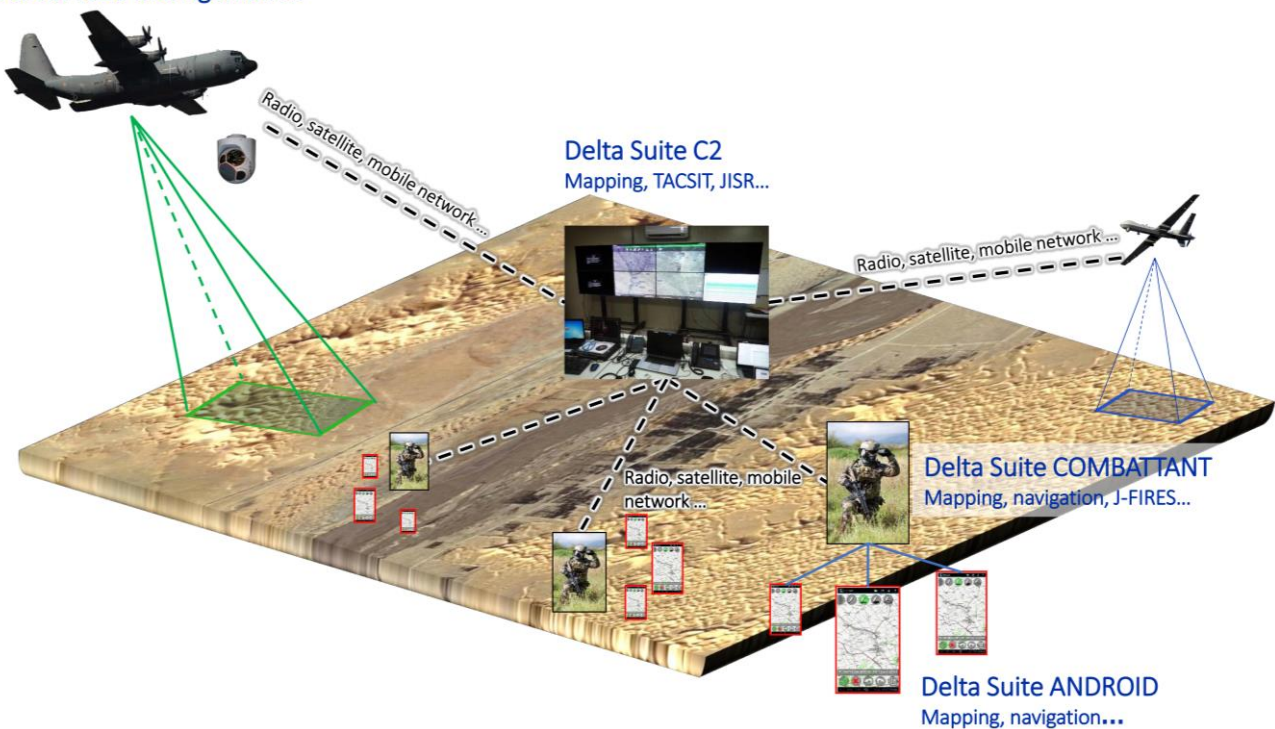 Radio, satellite, mobile network ...
Delta Suite C2
Mapping, TACSIT, JISR...
Radio, satellite, mobile network ...
Radio, satellite, mobile
network ...
Delta Suite COMBATTANT
Mapping, navigation, J-FIRES...
Delta Suite ANDROID
Mapping, navigation...